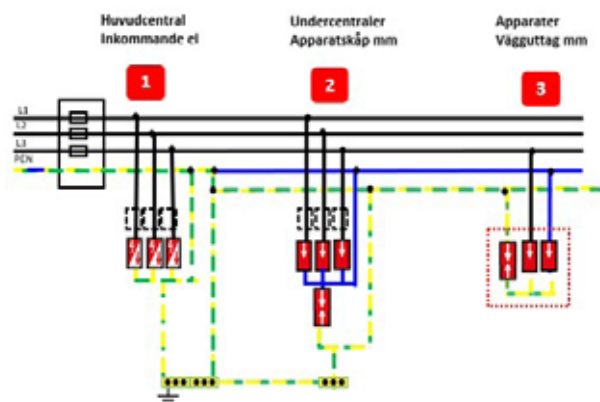 Huvudcentral
Inkommande el
Undercentraler
Apparatskåp mm
Apparater
Vägguttag mm
1
2
3
L1
L2
L3
PEN